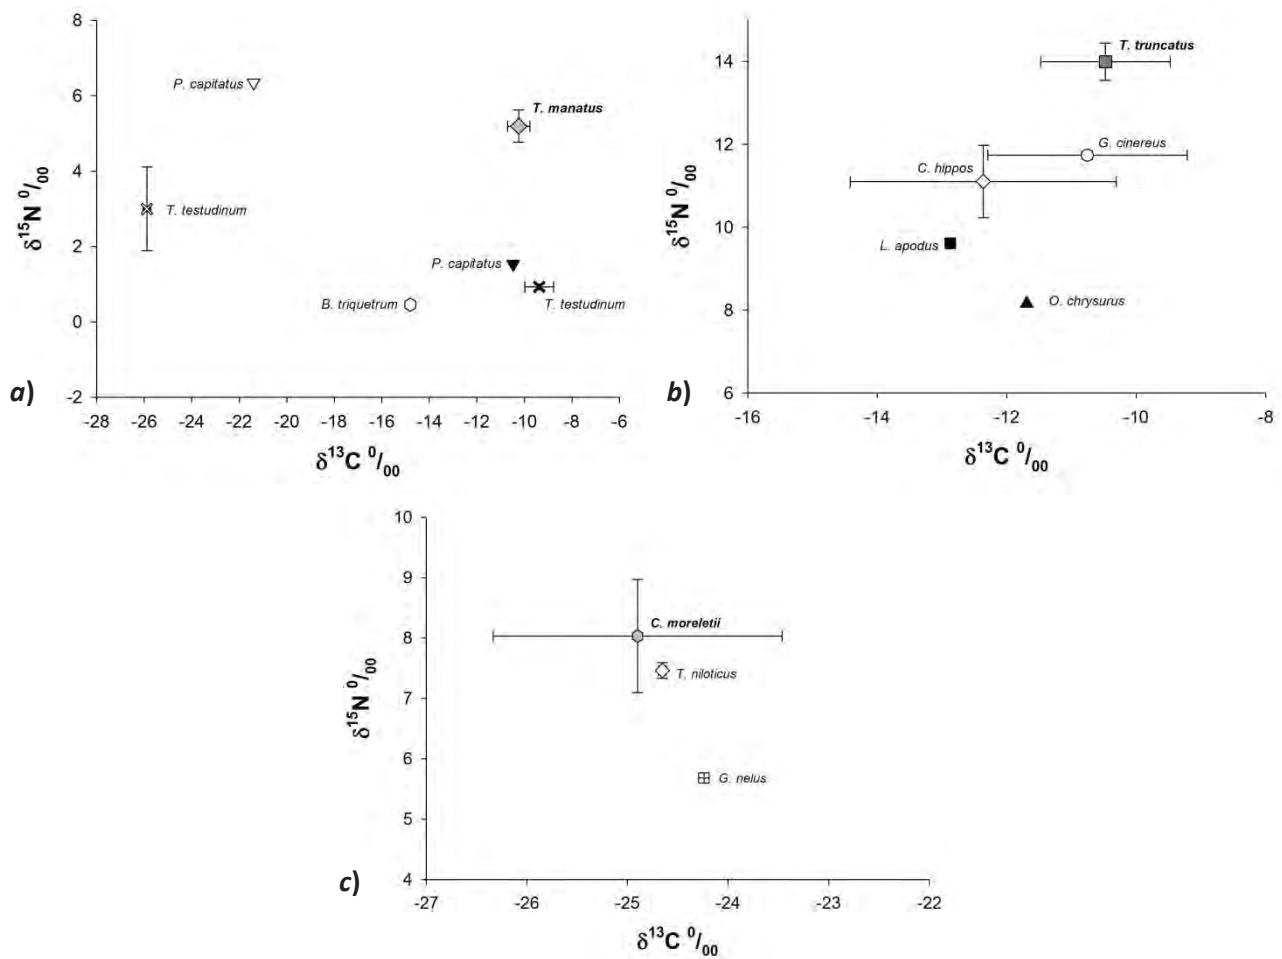 8
6
4
2
0
-2
δ15N 0/00
P. capitatus
T. manatus
T. testudinum
P. capitatus
B. triquetrum
T. testudinum
a)
-28 -26 -24 -22 -20 -18 -16 -14 -12 -10 -8 -6
δ13C 0/00
14
12
10
8
6
δ15N 0/00
T. truncatus
G. cinereus
C. hippos
L. apodus
O. chrysurus
b)
-16 -14 -12 -10 -8
δ13C 0/00
10
9
8
7
6
5
4
δ15N 0/00
C. moreletii
T. niloticus
G. nelus
c)
-27 -26 -25 -24 -23 -22
δ13C 0/00